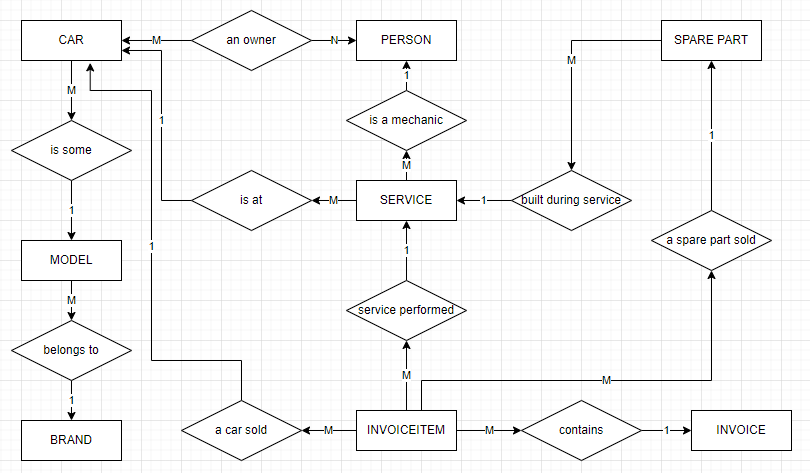 CAR
M
an owner
N
PERSON
SPARE PART
M
M
1
1
is some
is a mechanic
1
M
1
is at
M
SERVICE
1
built during service
MODEL
1
1
a spare part sold
M
service performed
belongs to
1
M
M
BRAND
a car sold
M
INVOICEITEM
M
contains
1
INVOICE